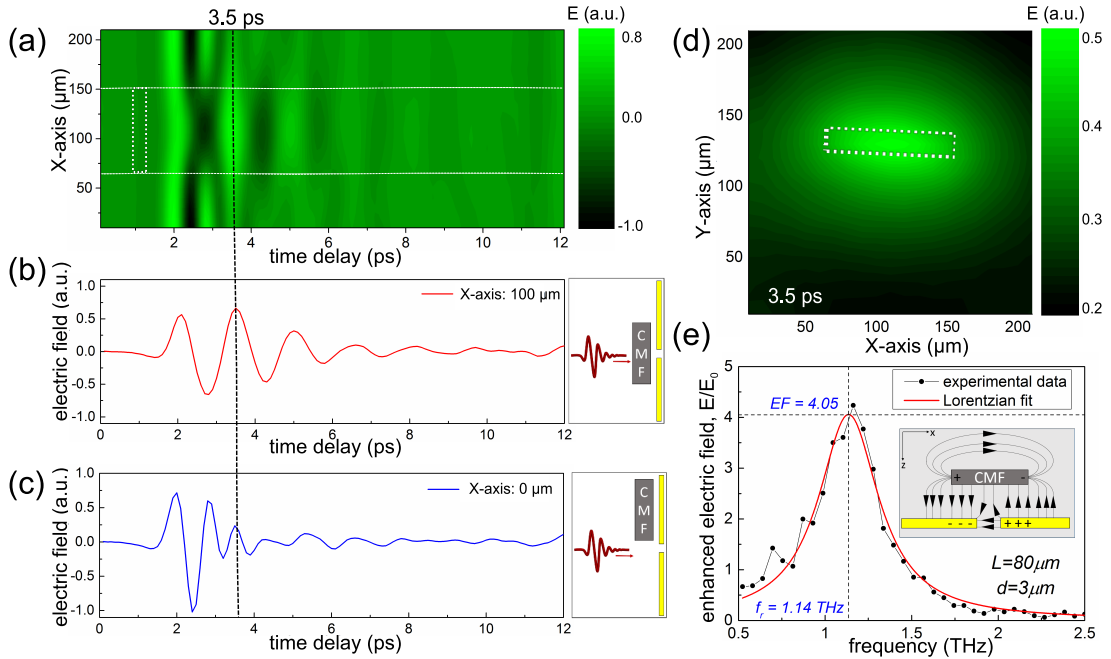 (a)
3.5 ps
E (a.u.)
X-axis (µm)
200
150
100
50
2
4
6
8
10
12
time delay (ps)
0.8
0.0
-1.0
(b)
electric field (a.u.)
1.0
0.5
0.0
-0.5
-1.0
X-axis: 100 µm
0
2
4
6
8
10
12
time delay (ps)
C
M
F
(c)
electric field (a.u.)
1.0
0.5
0.0
-0.5
-1.0
X-axis: 0 µm
0
2
4
6
8
10
12
time delay (ps)
C
M
F
(d)
E (a.u.)
Y-axis (µm)
200
150
100
50
3.5 ps
50
100
150
200
X-axis (µm)
0.5
0.4
0.3
0.2
(e)
enhanced electric field, E/E₀
5
4
3
2
1
0
EF = 4.05
experimental data
Lorentzian fit
x
z
+ CMF -
- - -
+ + +
L=80µm
d=3µm
fᵣ = 1.14 THz
0.5
1.0
1.5
2.0
2.5
frequency (THz)